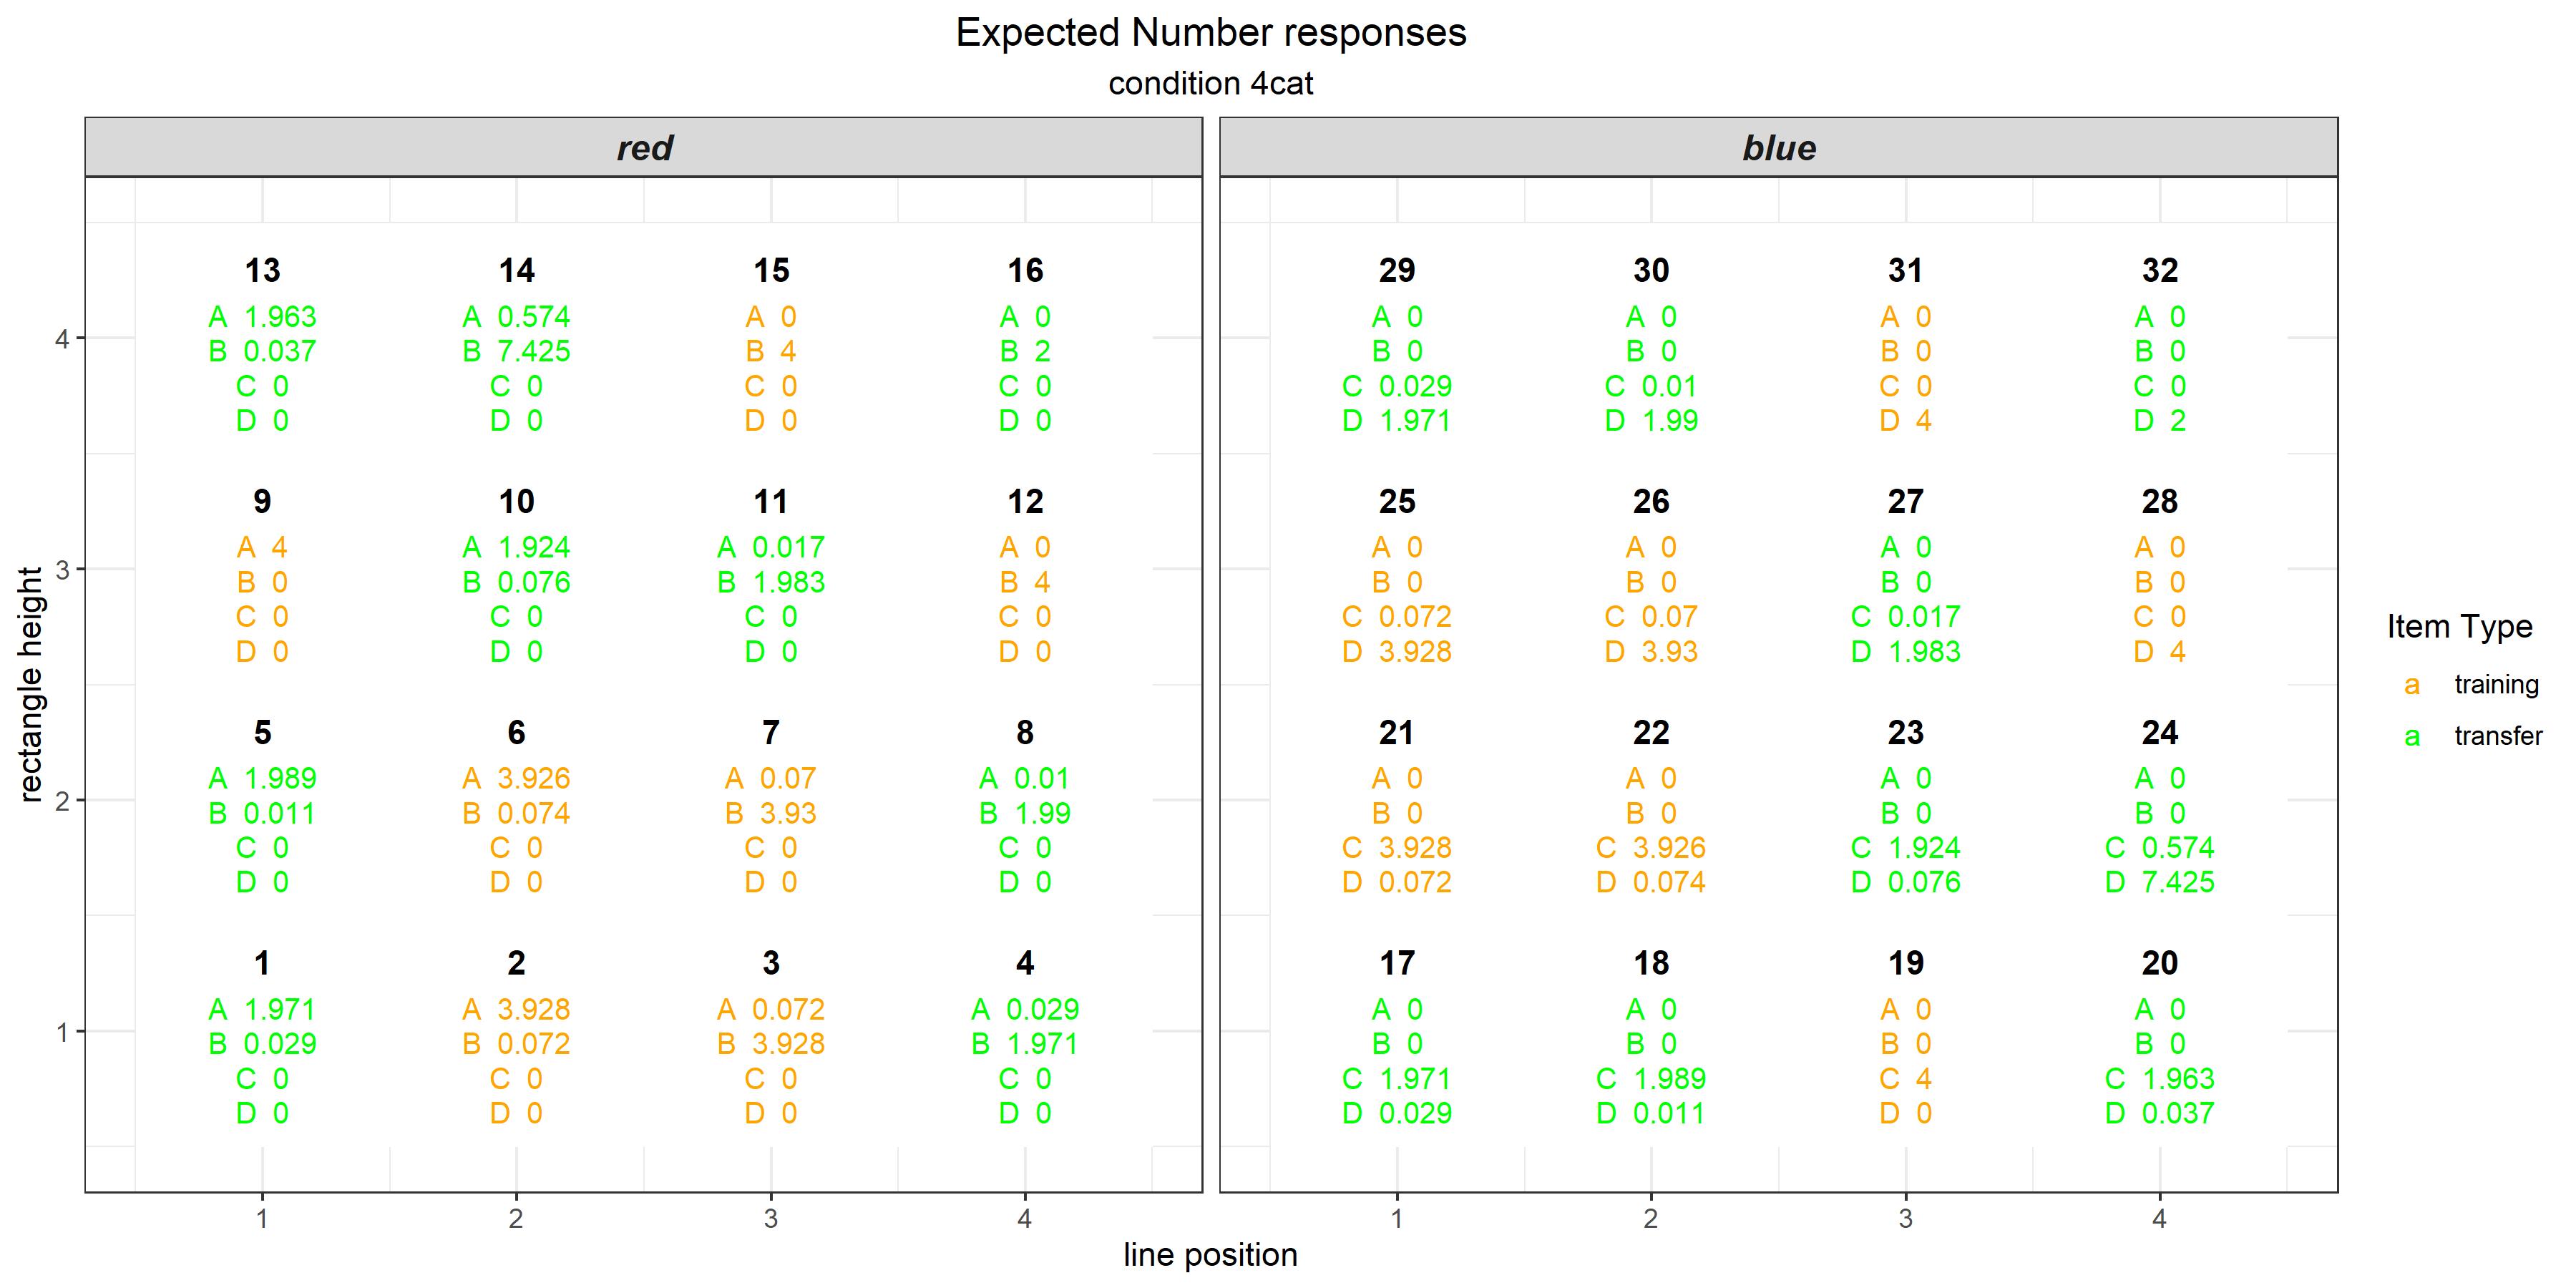 Expected Number responses
condition 4cat
red
blue
13 14 15 16 29 30 31 32
A 1.963 A 0.574 A 0 A 0 A 0 A 0 A 0 A 0
4 B 0.037 B 7.425 B 4 B 2 B 0 B 0 B 0 B 0
C 0 C 0 C 0 C 0 C 0.029 C 0.01 C 0 C 0
D 0 D 0 D 0 D 0 D 1.971 D 1.99 D 4 D 2
9 10 11 12 25 26 27 28
A 4 A 1.924 A 0.017 A 0 A 0 A 0 A 0 A 0
3 B 0 B 0.076 B 1.983 B 4 B 0 B 0 B 0 B 0
C 0 C 0 C 0 C 0 C 0.072 C 0.07 C 0.017 C 0
D 0 D 0 D 0 D 0 D 3.928 D 3.93 D 1.983 D 4
5 6 7 8 21 22 23 24
A 1.989 A 3.926 A 0.07 A 0.01 A 0 A 0 A 0 A 0
2 B 0.011 B 0.074 B 3.93 B 1.99 B 0 B 0 B 0 B 0
C 0 C 0 C 0 C 0 C 3.928 C 3.926 C 1.924 C 0.574
D 0 D 0 D 0 D 0 D 0.072 D 0.074 D 0.076 D 7.425
1 2 3 4 17 18 19 20
A 1.971 A 3.928 A 0.072 A 0.029 A 0 A 0 A 0 A 0
1 B 0.029 B 0.072 B 3.928 B 1.971 B 0 B 0 B 0 B 0
C 0 C 0 C 0 C 0 C 1.971 C 1.989 C 4 C 1.963
D 0 D 0 D 0 D 0 D 0.029 D 0.011 D 0 D 0.037
1 2 3 4 1 2 3 4
line position
rectangle height
Item Type
a training
a transfer